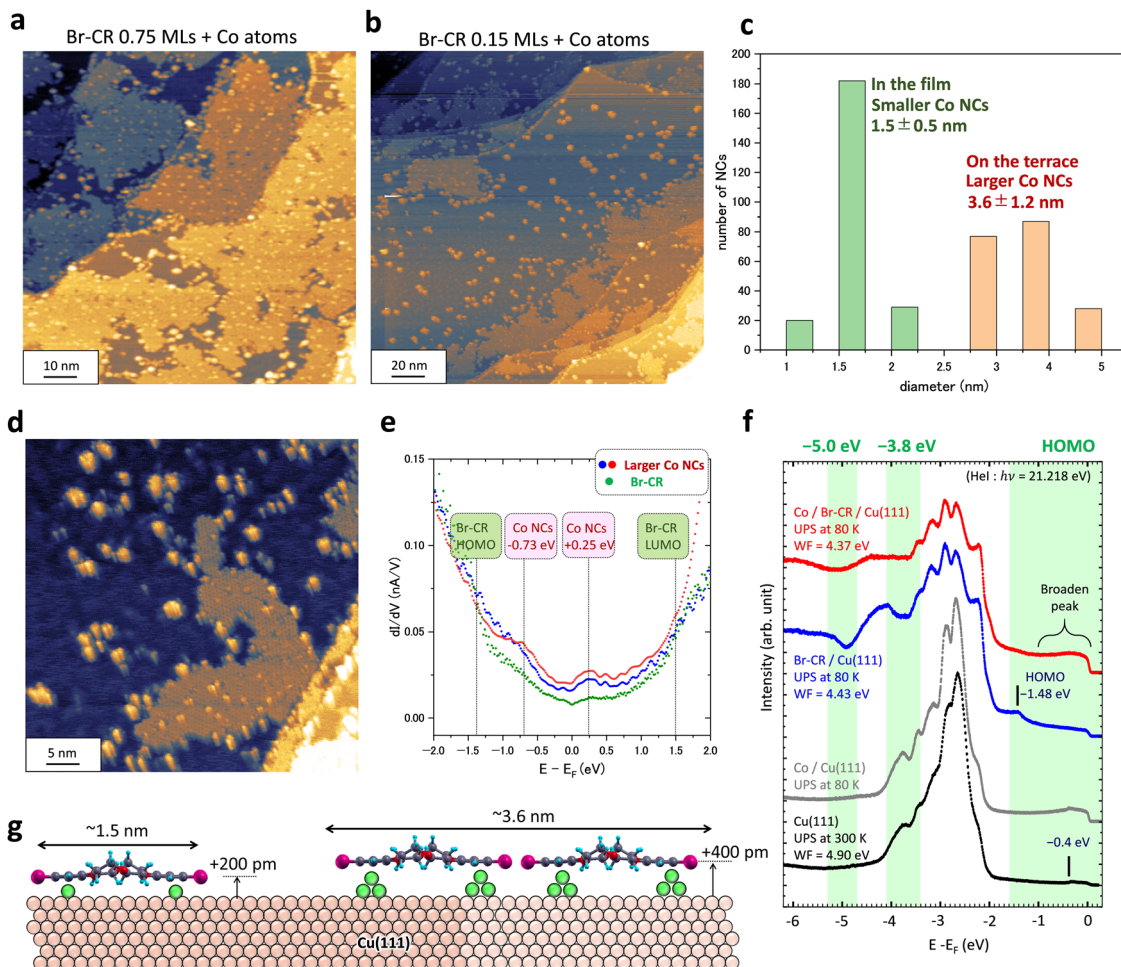 a
Br-CR 0.75 MLs + Co atoms
10 nm
b
Br-CR 0.15 MLs + Co atoms
20 nm
c
200
180
160
140
120
100
80
60
40
20
0
number of NCs
In the film
Smaller Co NCs
1.5 ± 0.5 nm
On the terrace
Larger Co NCs
3.6 ± 1.2 nm
1 1.5 2 2.5 3 4 5
diameter (nm)
d
5 nm
e
0.15
0.10
0.05
0.00
dI/dV (nA/V)
Larger Co NCs
Br-CR
Br-CR
HOMO
Co NCs
-0.73 eV
Co NCs
+0.25 eV
Br-CR
LUMO
−2.0 −1.5 −1.0 −0.5 0.0 0.5 1.0 1.5 2.0
E − EF (eV)
f
−5.0 eV −3.8 eV HOMO
(HeI : hν = 21.218 eV)
Co / Br-CR / Cu(111)
UPS at 80 K
WF = 4.37 eV
Broaden
peak
Br-CR / Cu(111)
UPS at 80 K
WF = 4.43 eV
HOMO
−1.48 eV
Co / Cu(111)
UPS at 80 K
Cu(111)
UPS at 300 K
WF = 4.90 eV
−0.4 eV
Intensity (arb. unit)
-6 -5 -4 -3 -2 -1 0
E -EF (eV)
g
~1.5 nm
+200 pm
~3.6 nm
+400 pm
Cu(111)